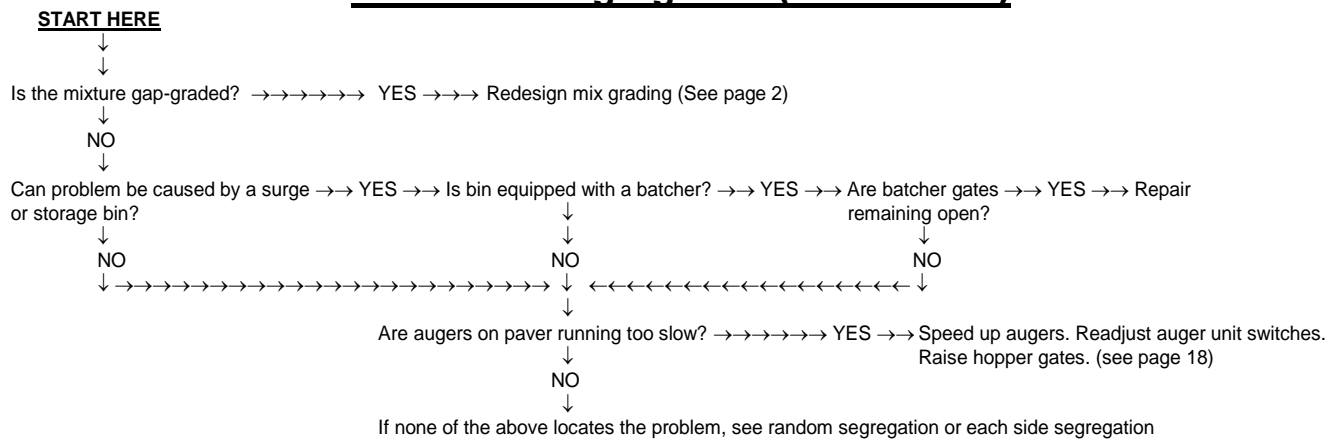 START HERE
↓
↓
Is the mixture gap-graded? →→→→→→ YES →→→ Redesign mix grading (See page 2)
↓
NO
↓
Can problem be caused by a surge →→ YES →→ Is bin equipped with a batcher? →→ YES →→ Are batcher gates →→ YES →→ Repair
or storage bin? ↓ remaining open?
↓ ↓ ↓
NO NO NO
↓ →→→→→→→→→→→→→→→→→→→→→→→ ↓ ←←←←←←←←←←←←←←←←← ↓
↓
Are augers on paver running too slow? →→→→→→ YES →→ Speed up augers. Readjust auger unit switches.
↓ Raise hopper gates. (see page 18)
NO
↓
If none of the above locates the problem, see random segregation or each side segregation